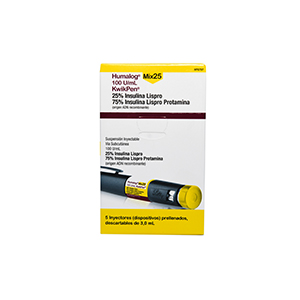 Humalog® Mix25
100 U/mL
KwikPen®
25% Insulina Lispro
75% Insulina Lispro Protamina
(origen ADN recombinante)
Suspensión Inyectable
Vía Subcutánea
100 U/mL
25% Insulina Lispro
75% Insulina Lispro Protamina
(origen ADN recombinante)
Humalog Mix25
5 inyectores (dispositivos) prellenados,
descartables de 3,0 mL